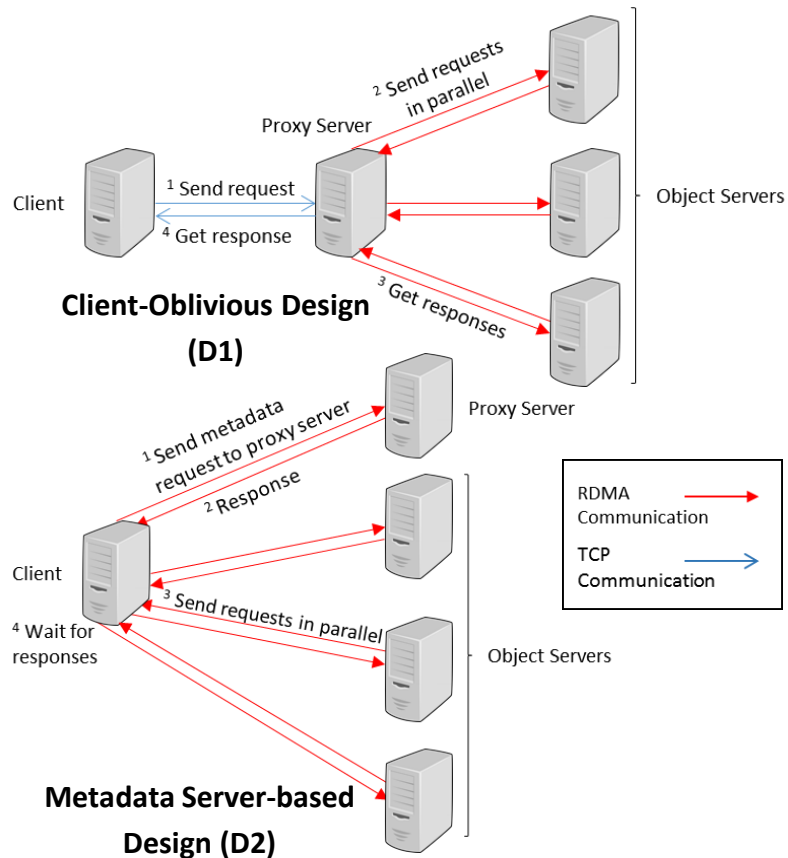 ² Send requests
in parallel
Proxy Server
Client
¹ Send request
⁴ Get response
Object Servers
³ Get responses
Client-Oblivious Design
(D1)
Proxy Server
¹ Send metadata
request to proxy server
² Response
RDMA
Communication
TCP
Communication
Client
³ Send requests in parallel
⁴ Wait for
responses
Object Servers
Metadata Server-based
Design (D2)